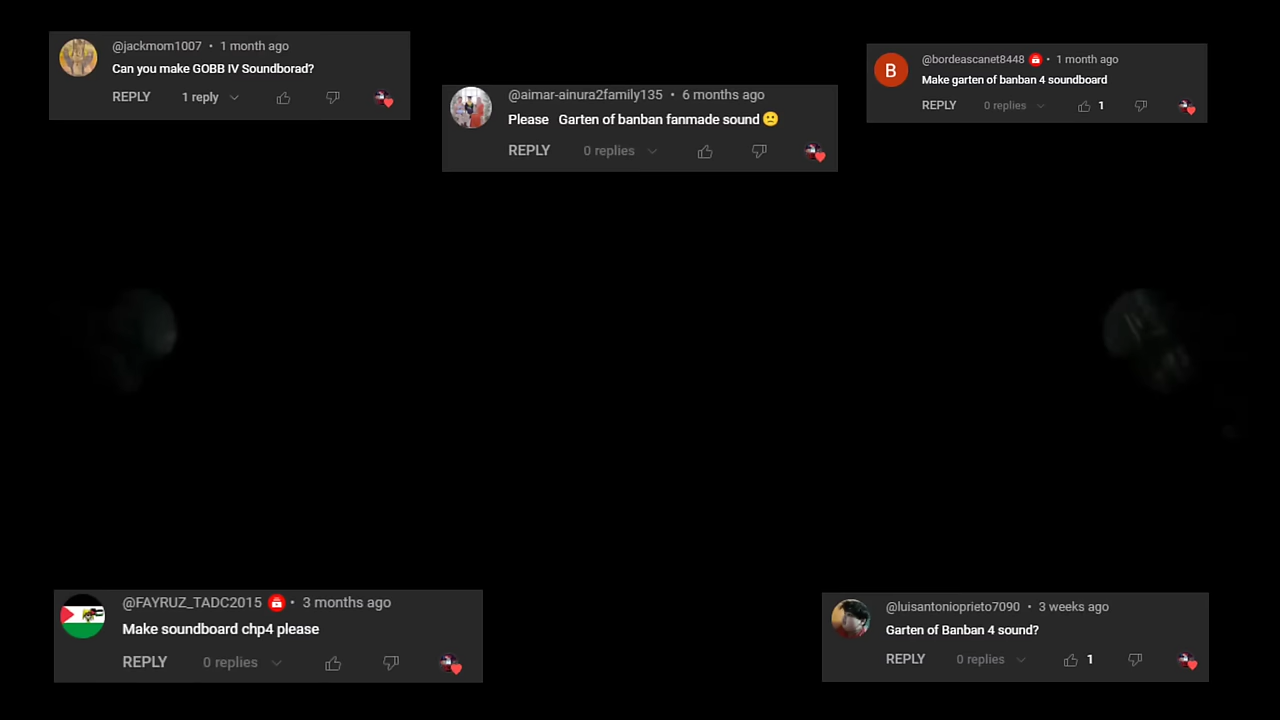 @jackmom1007 • 1 month ago
Can you make GOBB IV Soundborad?
REPLY 1 reply
@aimar-ainura2family135 • 6 months ago
Please Garten of banban fanmade sound 🙁
REPLY 0 replies
B
@bordeascanet8448 • 1 month ago
Make garten of banban 4 soundboard
REPLY 0 replies 1
@FAYRUZ_TADC2015 • 3 months ago
Make soundboard chp4 please
REPLY 0 replies
@luisantonioprieto7090 • 3 weeks ago
Garten of Banban 4 sound?
REPLY 0 replies 1